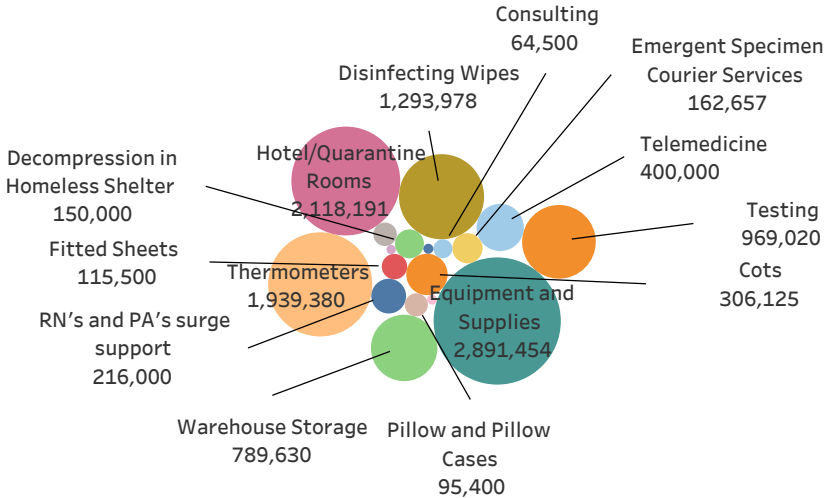 Consulting
64,500
Emergent Specimen
Courier Services
162,657
Disinfecting Wipes
1,293,978
Telemedicine
400,000
Hotel/Quarantine
Rooms
2,118,191
Decompression in
Homeless Shelter
150,000
Testing
969,020
Fitted Sheets
115,500
Thermometers
1,939,380
Cots
306,125
Equipment and
Supplies
2,891,454
RN's and PA's surge
support
216,000
Warehouse Storage
789,630
Pillow and Pillow
Cases
95,400